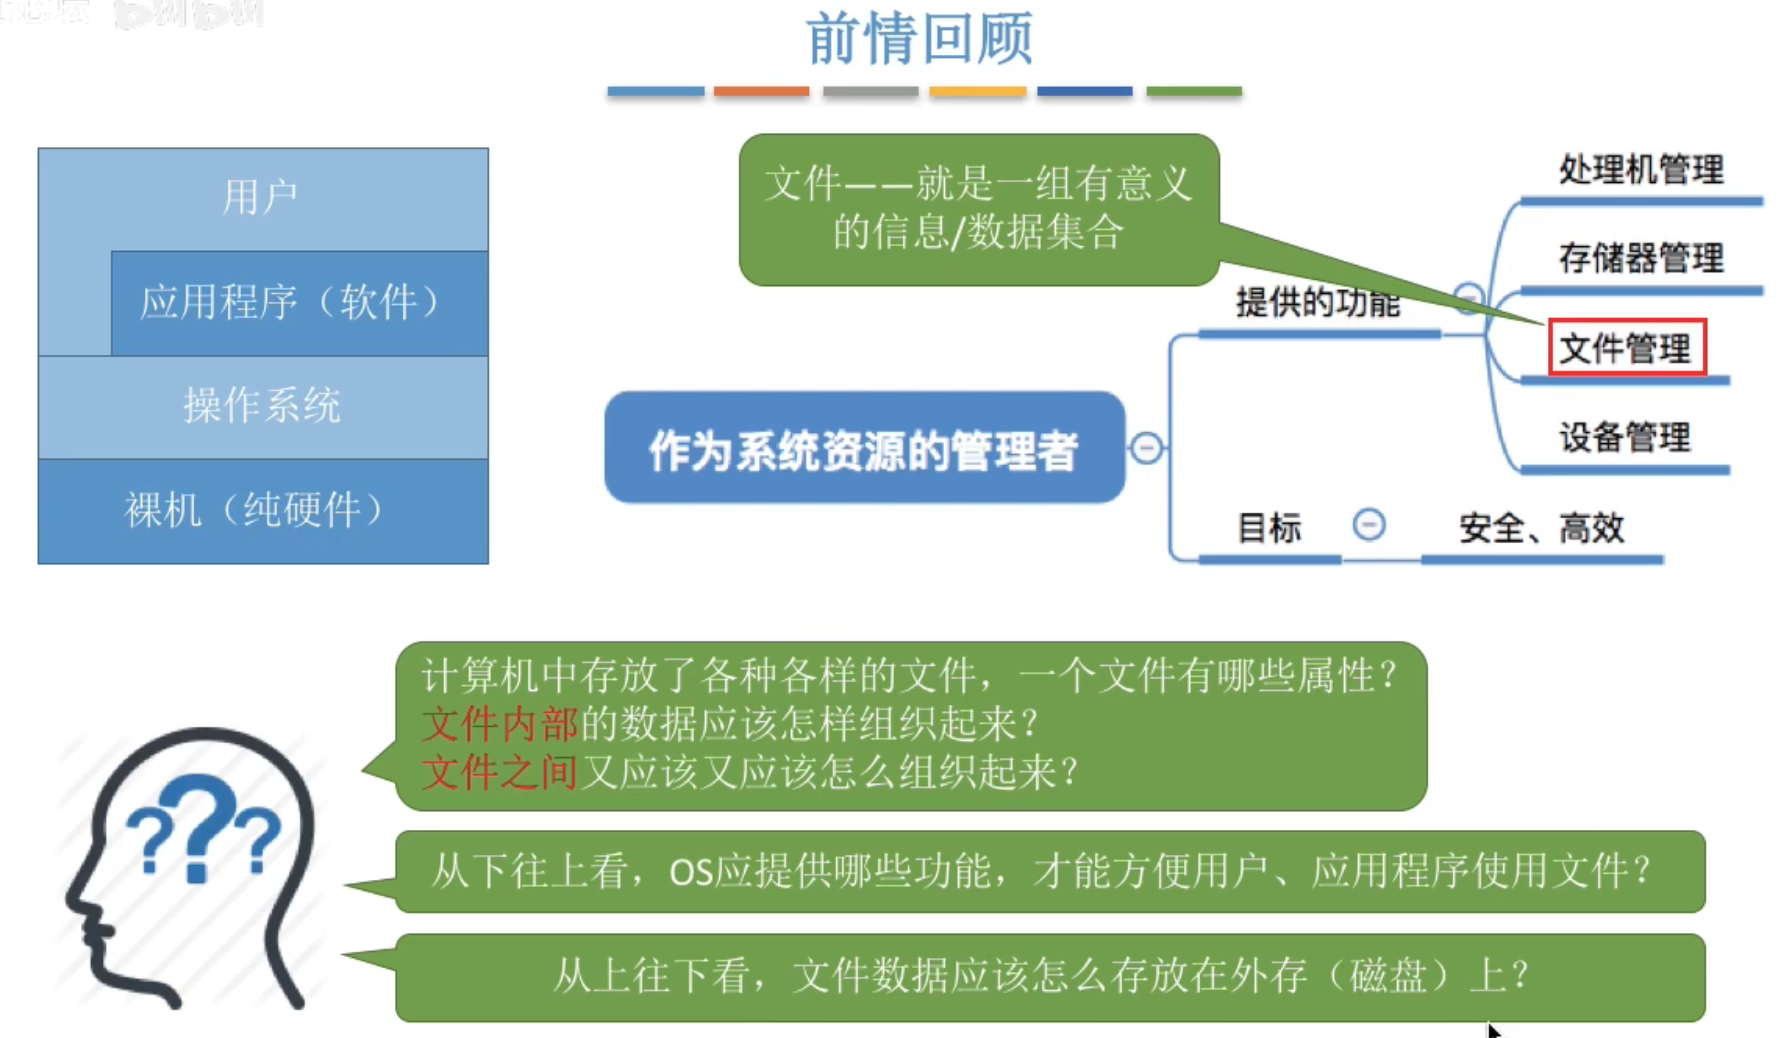 前情回顾
用户
应用程序（软件）
操作系统
裸机（纯硬件）
文件——就是一组有意义
的信息/数据集合
作为系统资源的管理者
提供的功能
处理机管理
存储器管理
文件管理
设备管理
目标
安全、高效
计算机中存放了各种各样的文件，一个文件有哪些属性？
文件内部的数据应该怎样组织起来？
文件之间又应该又应该怎么组织起来？
???
从下往上看，OS应提供哪些功能，才能方便用户、应用程序使用文件？
从上往下看，文件数据应该怎么存放在外存（磁盘）上？